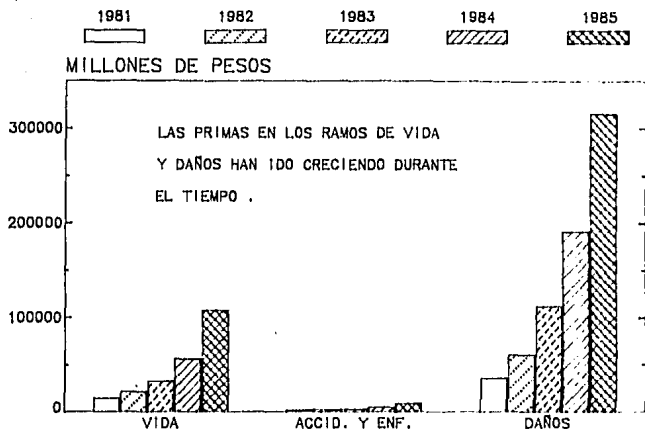 1981 1982 1983 1984 1985
MILLONES DE PESOS
300000
LAS PRIMAS EN LOS RAMOS DE VIDA
Y DAÑOS HAN IDO CRECIENDO DURANTE
EL TIEMPO .
200000
100000
0
VIDA ACCID. Y ENF. DAÑOS